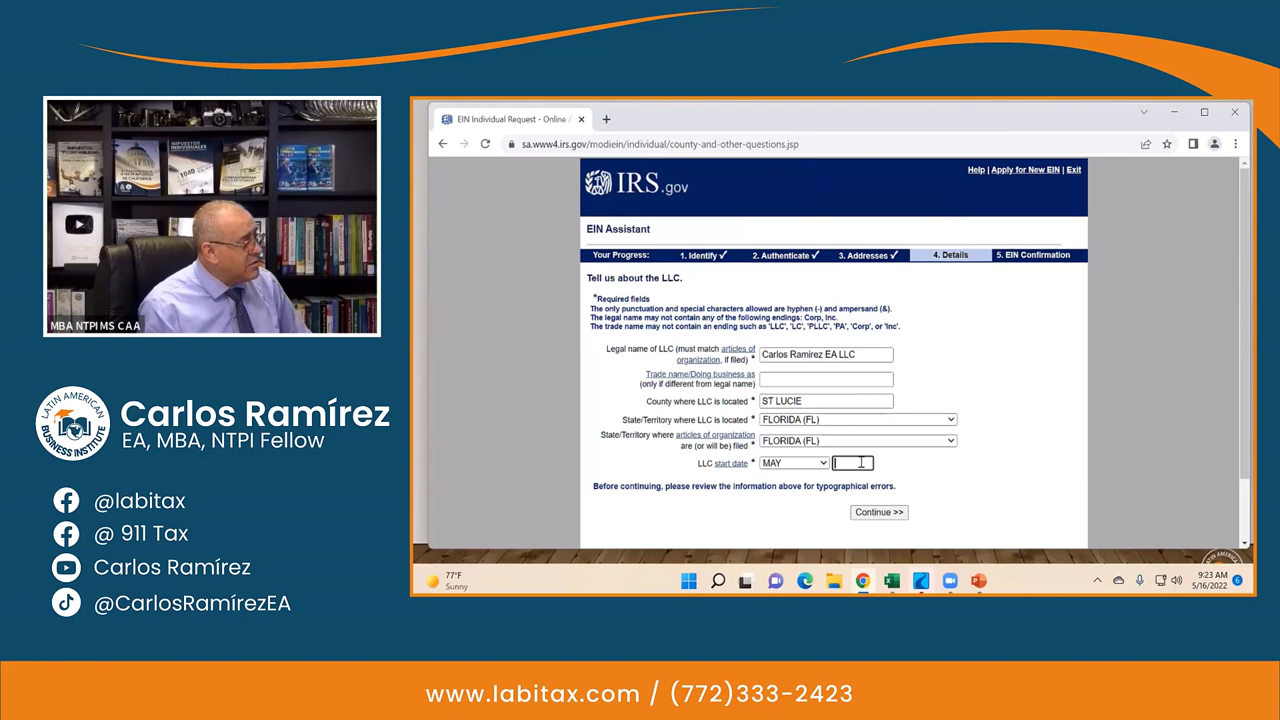 MBA NTPI MS CAA
LATIN AMERICAN
BUSINESS INSTITUTE
Carlos Ramírez
EA, MBA, NTPI Fellow
@labitax
@ 911 Tax
Carlos Ramírez
@CarlosRamírezEA
EIN Individual Request - Online
sa.www4.irs.gov/modiein/individual/county-and-other-questions.jsp
IRS.gov
Help | Apply for New EIN | Exit
EIN Assistant
Your Progress: 1. Identify ✓ 2. Authenticate ✓ 3. Addresses ✓ 4. Details 5. EIN Confirmation
Tell us about the LLC.
*Required fields
The only punctuation and special characters allowed are hyphen (-) and ampersand (&).
The legal name may not contain any of the following endings: Corp, Inc.
The trade name may not contain an ending such as 'LLC', 'LC', 'PLLC', 'PA', 'Corp', or 'Inc'.
Legal name of LLC (must match articles of
organization, if filed) * Carlos Ramirez EA LLC
Trade name/Doing business as
(only if different from legal name)
County where LLC is located * ST LUCIE
State/Territory where LLC is located * FLORIDA (FL)
State/Territory where articles of organization
are (or will be) filed * FLORIDA (FL)
LLC start date * MAY
Before continuing, please review the information above for typographical errors.
Continue >>
77°F
Sunny
9:23 AM
5/16/2022
6
www.labitax.com / (772)333-2423